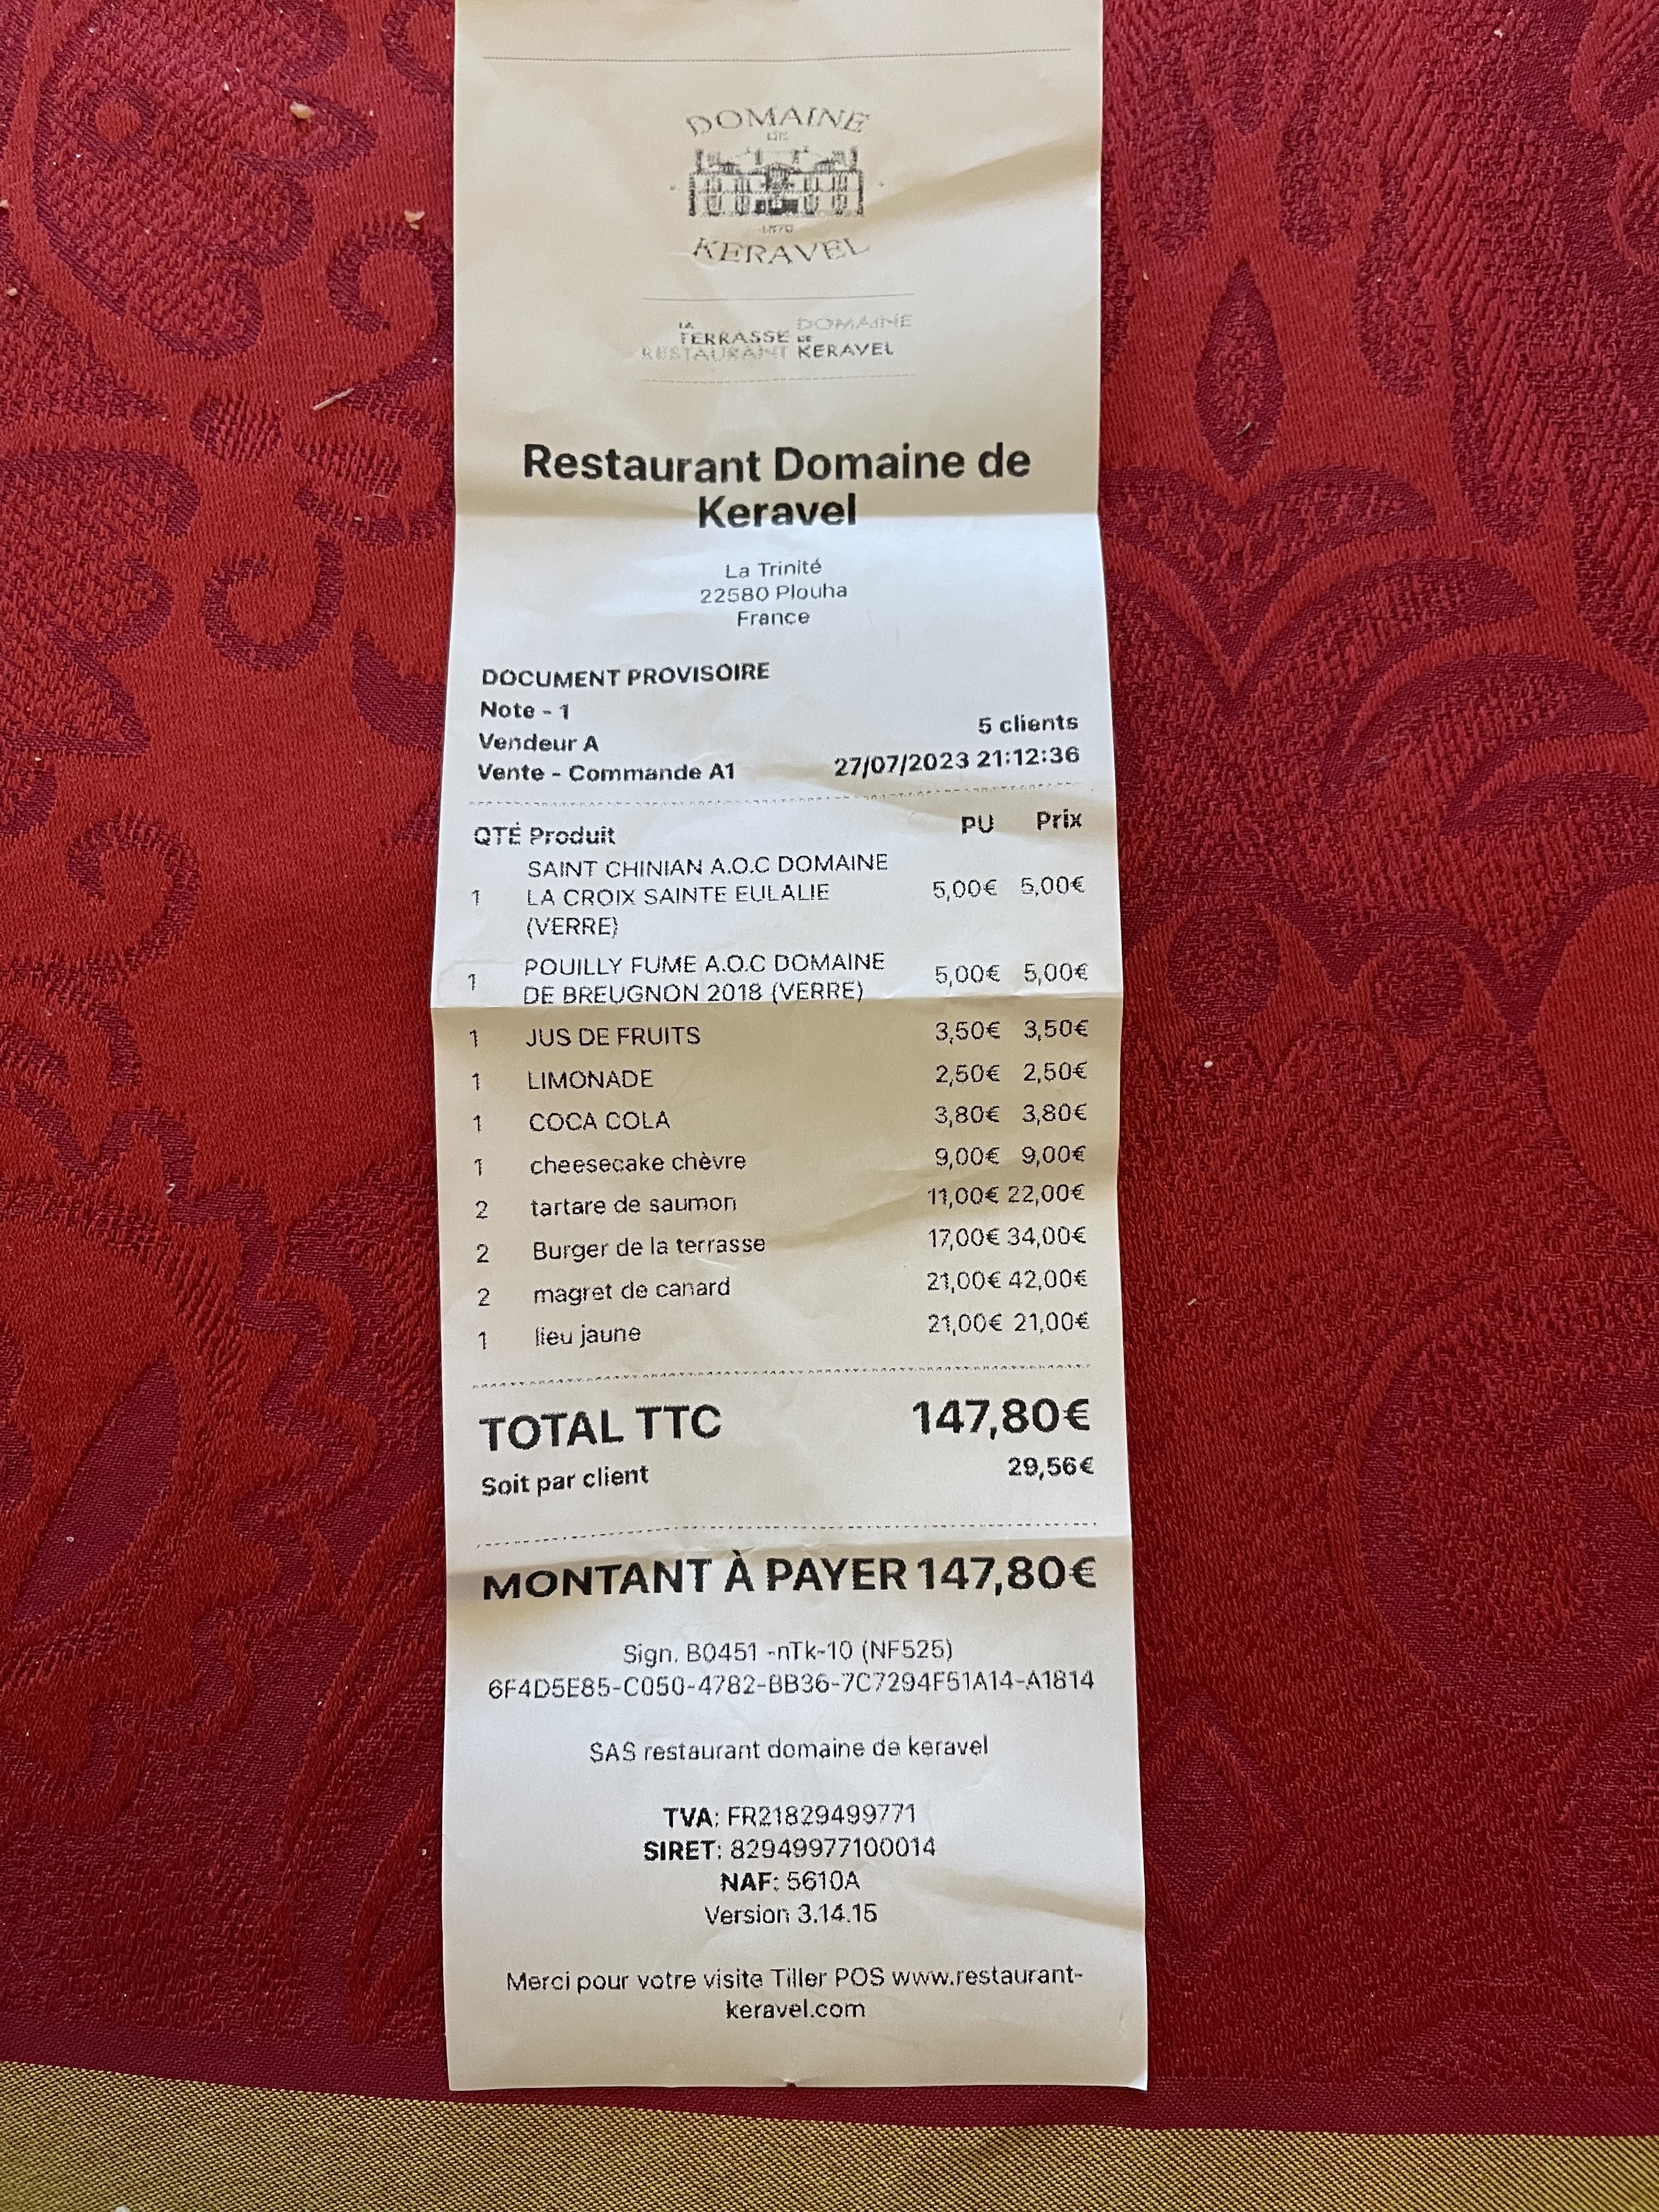 DOMAINE
DE
1870
KERAVEL
LA
TERRASSE DOMAINE
RESTAURANT DE KERAVEL
Restaurant Domaine de
Keravel
La Trinité
22580 Plouha
France
DOCUMENT PROVISOIRE
Note - 1
Vendeur A 5 clients
Vente - Commande A1 27/07/2023 21:12:36
QTÉ Produit PU Prix
SAINT CHINIAN A.O.C DOMAINE
1 LA CROIX SAINTE EULALIE 5,00€ 5,00€
(VERRE)
POUILLY FUME A.O.C DOMAINE
1 DE BREUGNON 2018 (VERRE) 5,00€ 5,00€
1 JUS DE FRUITS 3,50€ 3,50€
1 LIMONADE 2,50€ 2,50€
1 COCA COLA 3,80€ 3,80€
1 cheesecake chèvre 9,00€ 9,00€
2 tartare de saumon 11,00€ 22,00€
2 Burger de la terrasse 17,00€ 34,00€
2 magret de canard 21,00€ 42,00€
1 lieu jaune 21,00€ 21,00€
TOTAL TTC 147,80€
Soit par client 29,56€
MONTANT À PAYER 147,80€
Sign. B0451 -nTk-10 (NF525)
6F4D5E85-C050-4782-BB36-7C7294F51A14-A1814
SAS restaurant domaine de keravel
TVA: FR21829499771
SIRET: 82949977100014
NAF: 5610A
Version 3.14.15
Merci pour votre visite Tiller POS www.restaurant-
keravel.com